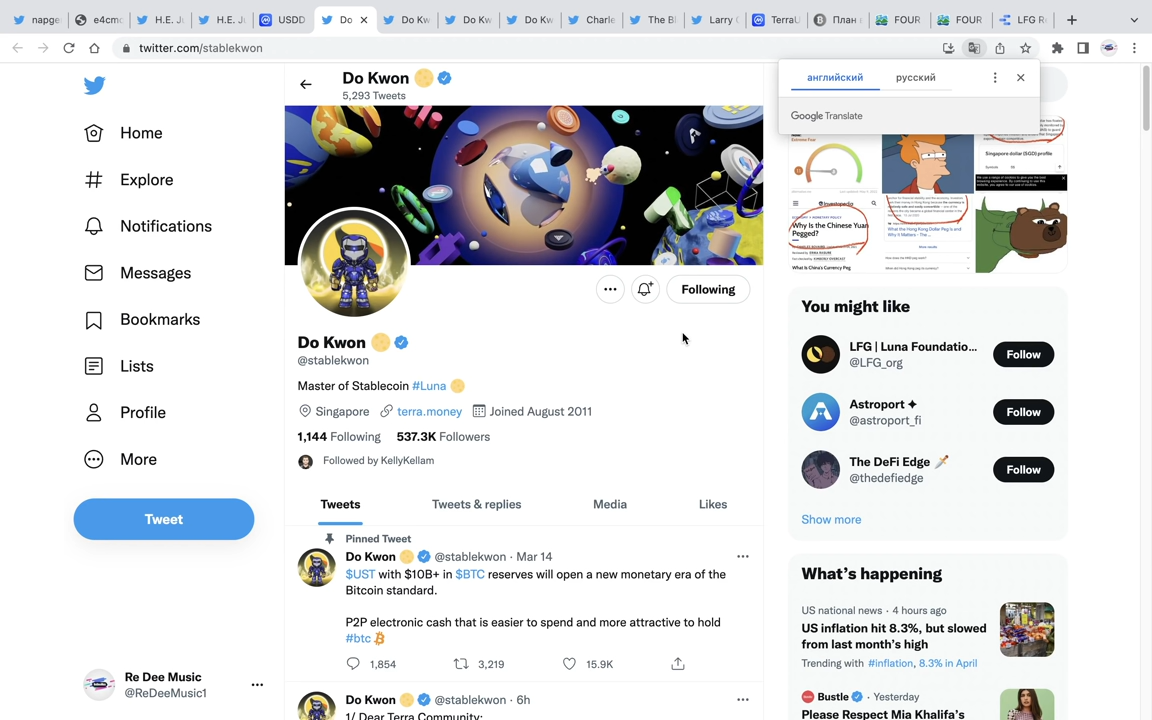 napge
e4cmc
H.E. Ju
H.E. J
USDD
Do
Do Kw
Do Kw
Do Kw
Charle
The Bl
Larry C
TerraU
План
FOUR
FOUR
LFG R
twitter.com/stablekwon
английский
русский
Google Translate
Home
Explore
Notifications
Messages
Bookmarks
Lists
Profile
More
Tweet
Re Dee Music
@ReDeeMusic1
Do Kwon
5,293 Tweets
Following
Do Kwon
@stablekwon
Master of Stablecoin #Luna
Singapore terra.money Joined August 2011
1,144 Following 537.3K Followers
Followed by KellyKellam
Tweets
Tweets & replies
Media
Likes
Pinned Tweet
Do Kwon @stablekwon · Mar 14
$UST with $10B+ in $BTC reserves will open a new monetary era of the
Bitcoin standard.
P2P electronic cash that is easier to spend and more attractive to hold
#btc
1,854 3,219 15.9K
Do Kwon @stablekwon · 6h
1/ Dear Terra Community:
Extreme Fear
Singapore dollar (SGD) profile
Investopedia
Why Is the Chinese Yuan
Pegged?
What Is China's Currency Peg
You might like
LFG | Luna Foundatio...
@LFG_org
Follow
Astroport
@astroport_fi
Follow
The DeFi Edge
@thedefiedge
Follow
Show more
What's happening
US national news · 4 hours ago
US inflation hit 8.3%, but slowed
from last month's high
Trending with #inflation, 8.3% in April
Bustle · Yesterday
Please Respect Mia Khalifa's